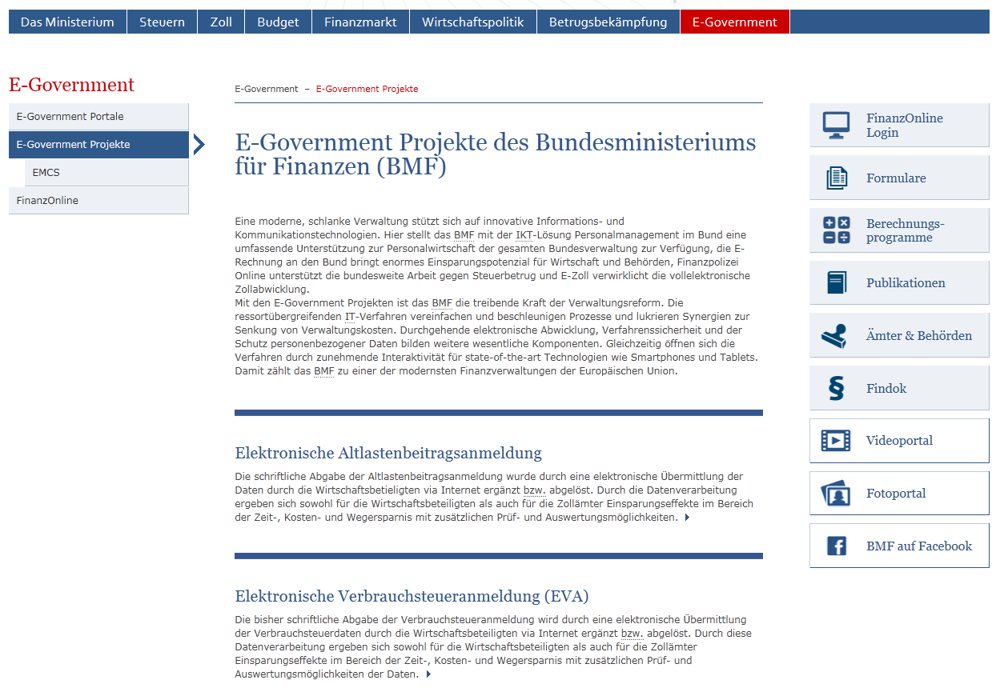 Das Ministerium
Steuern
Zoll
Budget
Finanzmarkt
Wirtschaftspolitik
Betrugsbekämpfung
E-Government
E-Government
E-Government Portale
E-Government Projekte
EMCS
FinanzOnline
E-Government – E-Government Projekte
E-Government Projekte des Bundesministeriums
für Finanzen (BMF)
Eine moderne, schlanke Verwaltung stützt sich auf innovative Informations- und
Kommunikationstechnologien. Hier stellt das BMF mit der IKT-Lösung Personalmanagement im Bund eine
umfassende Unterstützung zur Personalwirtschaft der gesamten Bundesverwaltung zur Verfügung, die E-
Rechnung an den Bund bringt enormes Einsparungspotenzial für Wirtschaft und Behörden, Finanzpolizei
Online unterstützt die bundesweite Arbeit gegen Steuerbetrug und E-Zoll verwirklicht die vollelektronische
Zollabwicklung.
Mit den E-Government Projekten ist das BMF die treibende Kraft der Verwaltungsreform. Die
ressortübergreifenden IT-Verfahren vereinfachen und beschleunigen Prozesse und lukrieren Synergien zur
Senkung von Verwaltungskosten. Durchgehende elektronische Abwicklung, Verfahrenssicherheit und der
Schutz personenbezogener Daten bilden weitere wesentliche Komponenten. Gleichzeitig öffnen sich die
Verfahren durch zunehmende Interaktivität für state-of-the-art Technologien wie Smartphones und Tablets.
Damit zählt das BMF zu einer der modernsten Finanzverwaltungen der Europäischen Union.
Elektronische Altlastenbeitragsanmeldung
Die schriftliche Abgabe der Altlastenbeitragsanmeldung wurde durch eine elektronische Übermittlung der
Daten durch die Wirtschaftsbetieligten via Internet ergänzt bzw. abgelöst. Durch die Datenverarbeitung
ergeben sich sowohl für die Wirtschaftsbeteiligten als auch für die Zollämter Einsparungseffekte im Bereich
der Zeit-, Kosten- und Wegersparnis mit zusätzlichen Prüf- und Auswertungsmöglichkeiten.
Elektronische Verbrauchsteueranmeldung (EVA)
Die bisher schriftliche Abgabe der Verbrauchsteueranmeldung wird durch eine elektronische Übermittlung
der Verbrauchsteuerdaten durch die Wirtschaftsbeteiligten via Internet ergänzt bzw. abgelöst. Durch diese
Datenverarbeitung ergeben sich sowohl für die Wirtschaftsbeteiligten als auch für die Zollämter
Einsparungseffekte im Bereich der Zeit-, Kosten- und Wegersparnis mit zusätzlichen Prüf- und
Auswertungsmöglichkeiten der Daten.
FinanzOnline
Login
Formulare
Berechnungs-
programme
Publikationen
Ämter & Behörden
§ Findok
Videoportal
Fotoportal
BMF auf Facebook